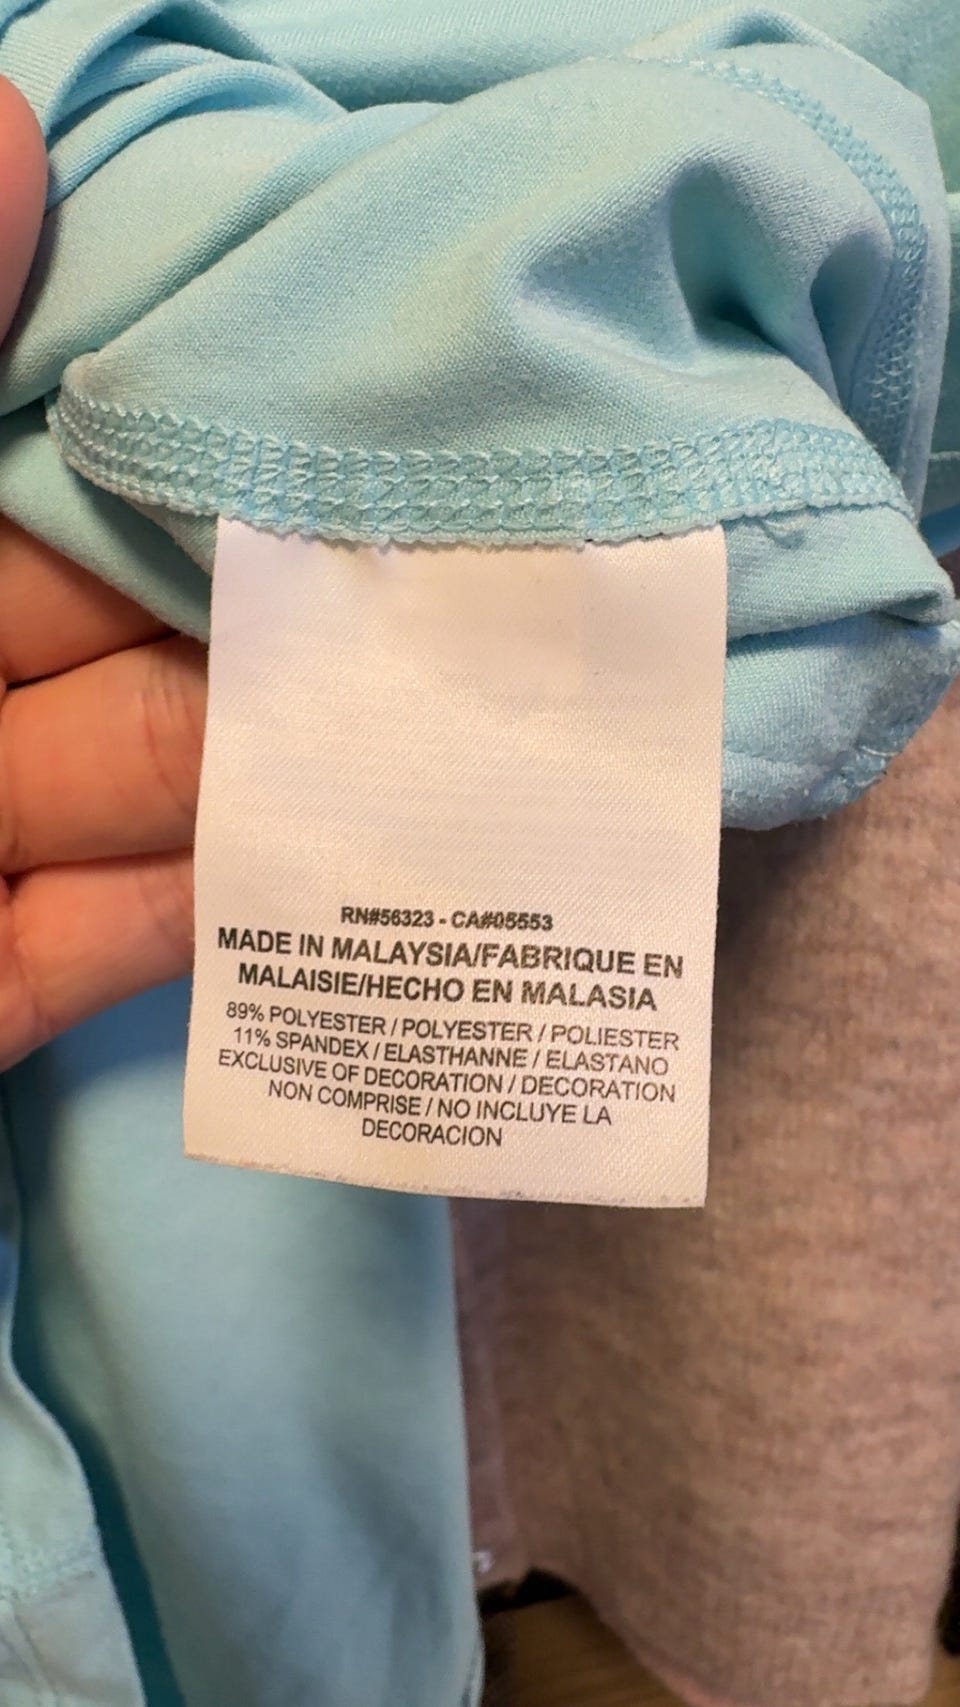 RN#56323 - CA#05553
MADE IN MALAYSIA/FABRIQUE EN
MALAISIE/HECHO EN MALASIA
89% POLYESTER / POLYESTER / POLIESTER
11% SPANDEX / ELASTHANNE / ELASTANO
EXCLUSIVE OF DECORATION / DECORATION
NON COMPRISE / NO INCLUYE LA
DECORACION